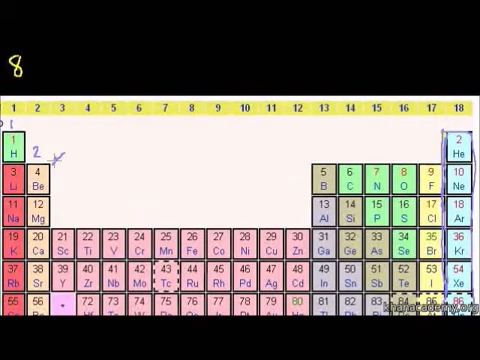 8
1 2 3 4 5 6 7 8 9 10 11 12 13 14 15 16 17 18
1
1 2 2
H He
3 4 5 6 7 8 9 10
Li Be B C N O F Ne
11 12 13 14 15 16 17 18
Na Mg Al Si P S Cl Ar
19 20 21 22 23 24 25 26 27 28 29 30 31 32 33 34 35 36
K Ca Sc Ti V Cr Mn Fe Co Ni Cu Zn Ga Ge As Se Br Kr
37 38 39 40 41 42 43 44 45 46 47 48 49 50 51 52 53 54
Rb Sr Y Zr Nb Mo Tc Ru Rh Pd Ag Cd In Sn Sb Te I Xe
55 56 * 72 73 74 75 76 77 78 79 80 81 82 83 84 85 86
khanacademy.org